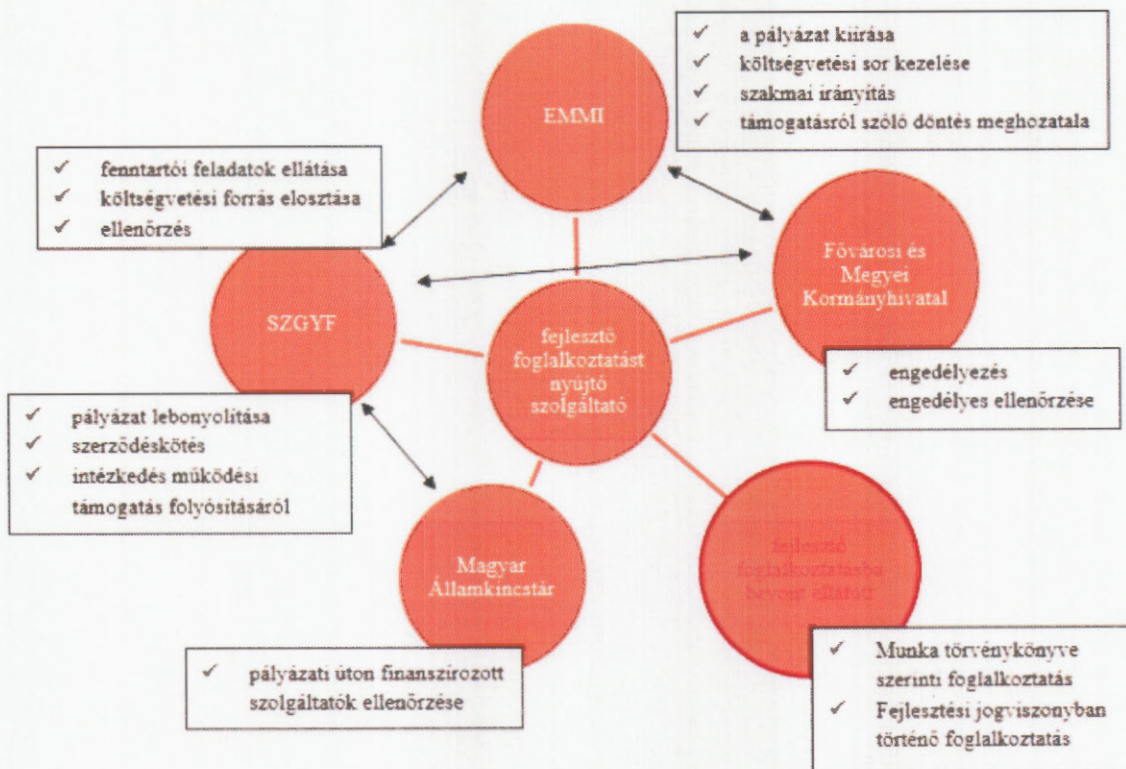 EMMI
✓ a pályázat kiírása
✓ költségvetési sor kezelése
✓ szakmai irányítás
✓ támogatásról szóló döntés meghozatala
✓ fenntartói feladatok ellátása
✓ költségvetési forrás elosztása
✓ ellenőrzés
SZGYF
✓ pályázat lebonyolítása
✓ szerződéskötés
✓ intézkedés működési
támogatás folyósításáról
Fővárosi és
Megyei
Kormányhivatal
✓ engedélyezés
✓ engedélyes ellenőrzése
fejlesztő
foglalkoztatást
nyújtó
szolgáltató
Magyar
Államkincstár
✓ pályázati úton finanszírozott
szolgáltatók ellenőrzése
fejlesztő
foglalkoztatásba
bevont ellátott
✓ Munka törvénykönyve
szerinti foglalkoztatás
✓ Fejlesztési jogviszonyban
történő foglalkoztatás